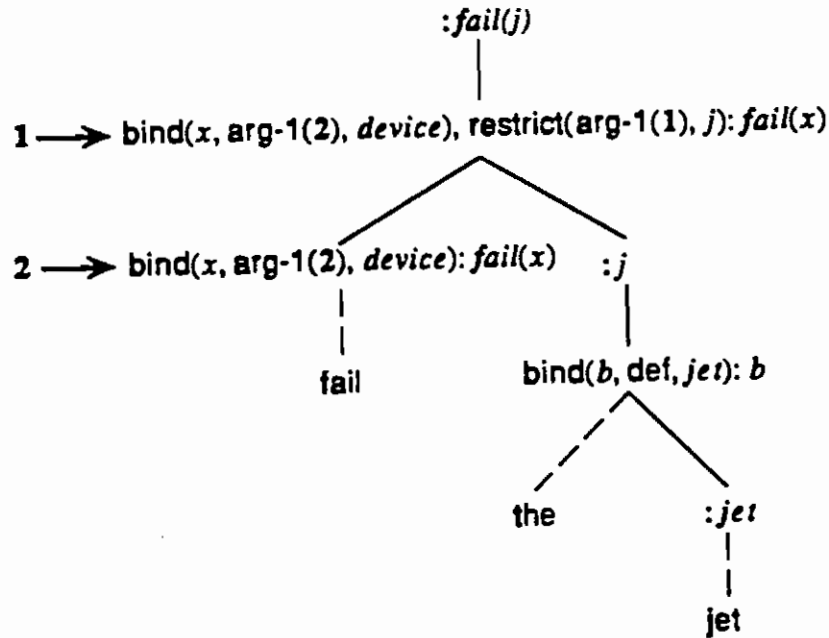 :fail(j)
1 → bind(x, arg-1(2), device), restrict(arg-1(1), j):fail(x)
2 → bind(x, arg-1(2), device):fail(x) :j
fail bind(b, def, jet): b
the :jet
jet